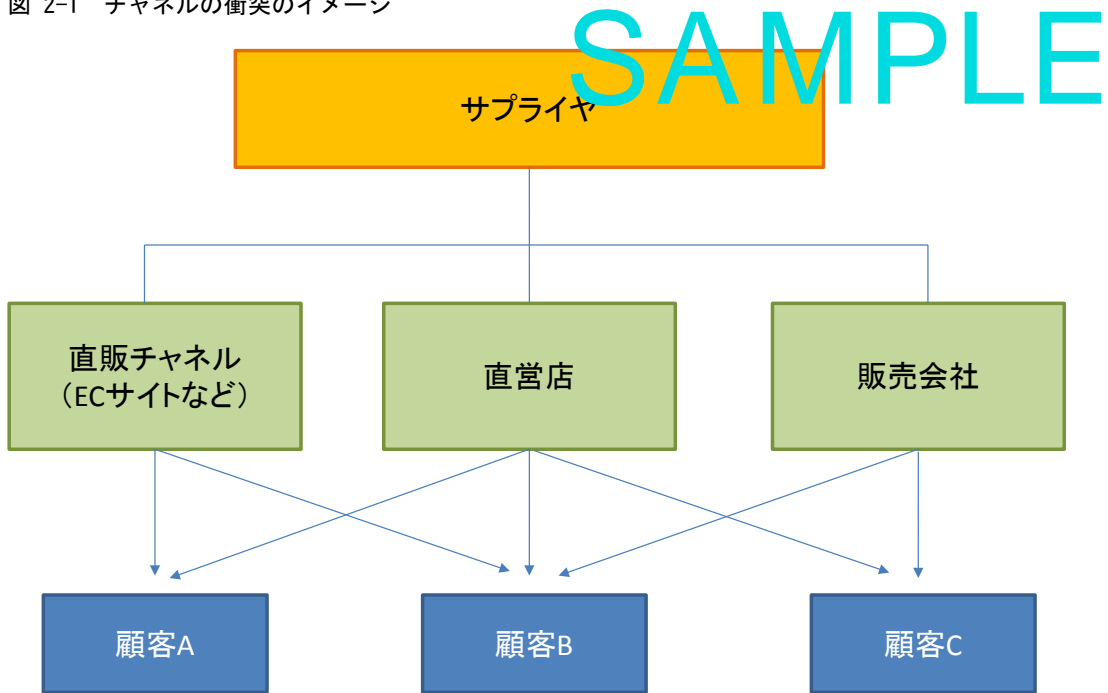 図 2-1 チャネルの衝突のイメージ
SAMPLE
サプライヤ
直販チャネル
（ECサイトなど）
直営店
販売会社
顧客A
顧客B
顧客C